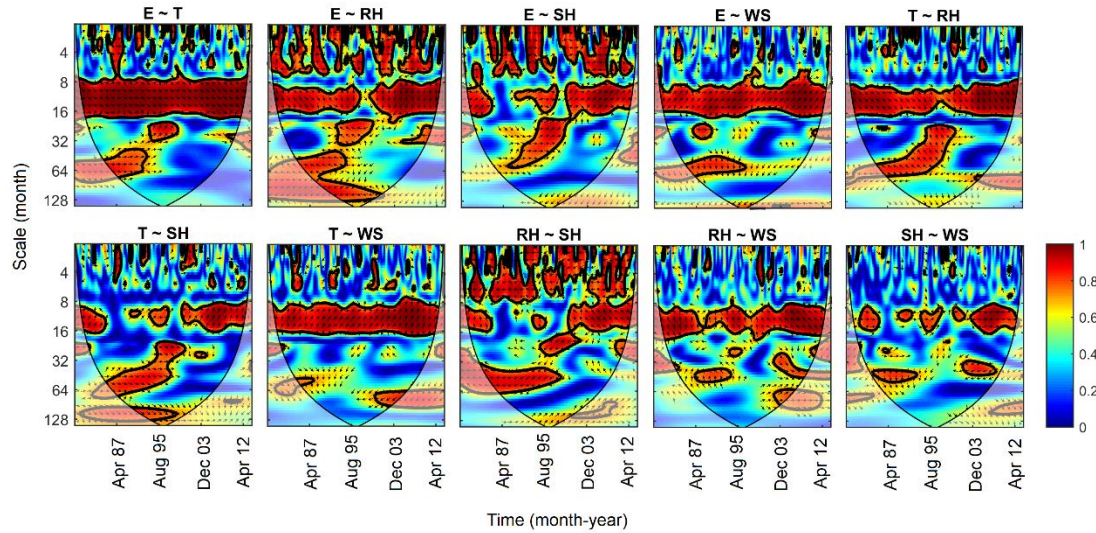 E ~ T
E ~ RH
E ~ SH
E ~ WS
T ~ RH
4
8
16
32
64
128
T ~ SH
T ~ WS
RH ~ SH
RH ~ WS
SH ~ WS
4
8
16
32
64
128
1
0.8
0.6
0.4
0.2
0
Scale (month)
Apr 87
Aug 95
Dec 03
Apr 12
Apr 87
Aug 95
Dec 03
Apr 12
Apr 87
Aug 95
Dec 03
Apr 12
Apr 87
Aug 95
Dec 03
Apr 12
Apr 87
Aug 95
Dec 03
Apr 12
Time (month-year)